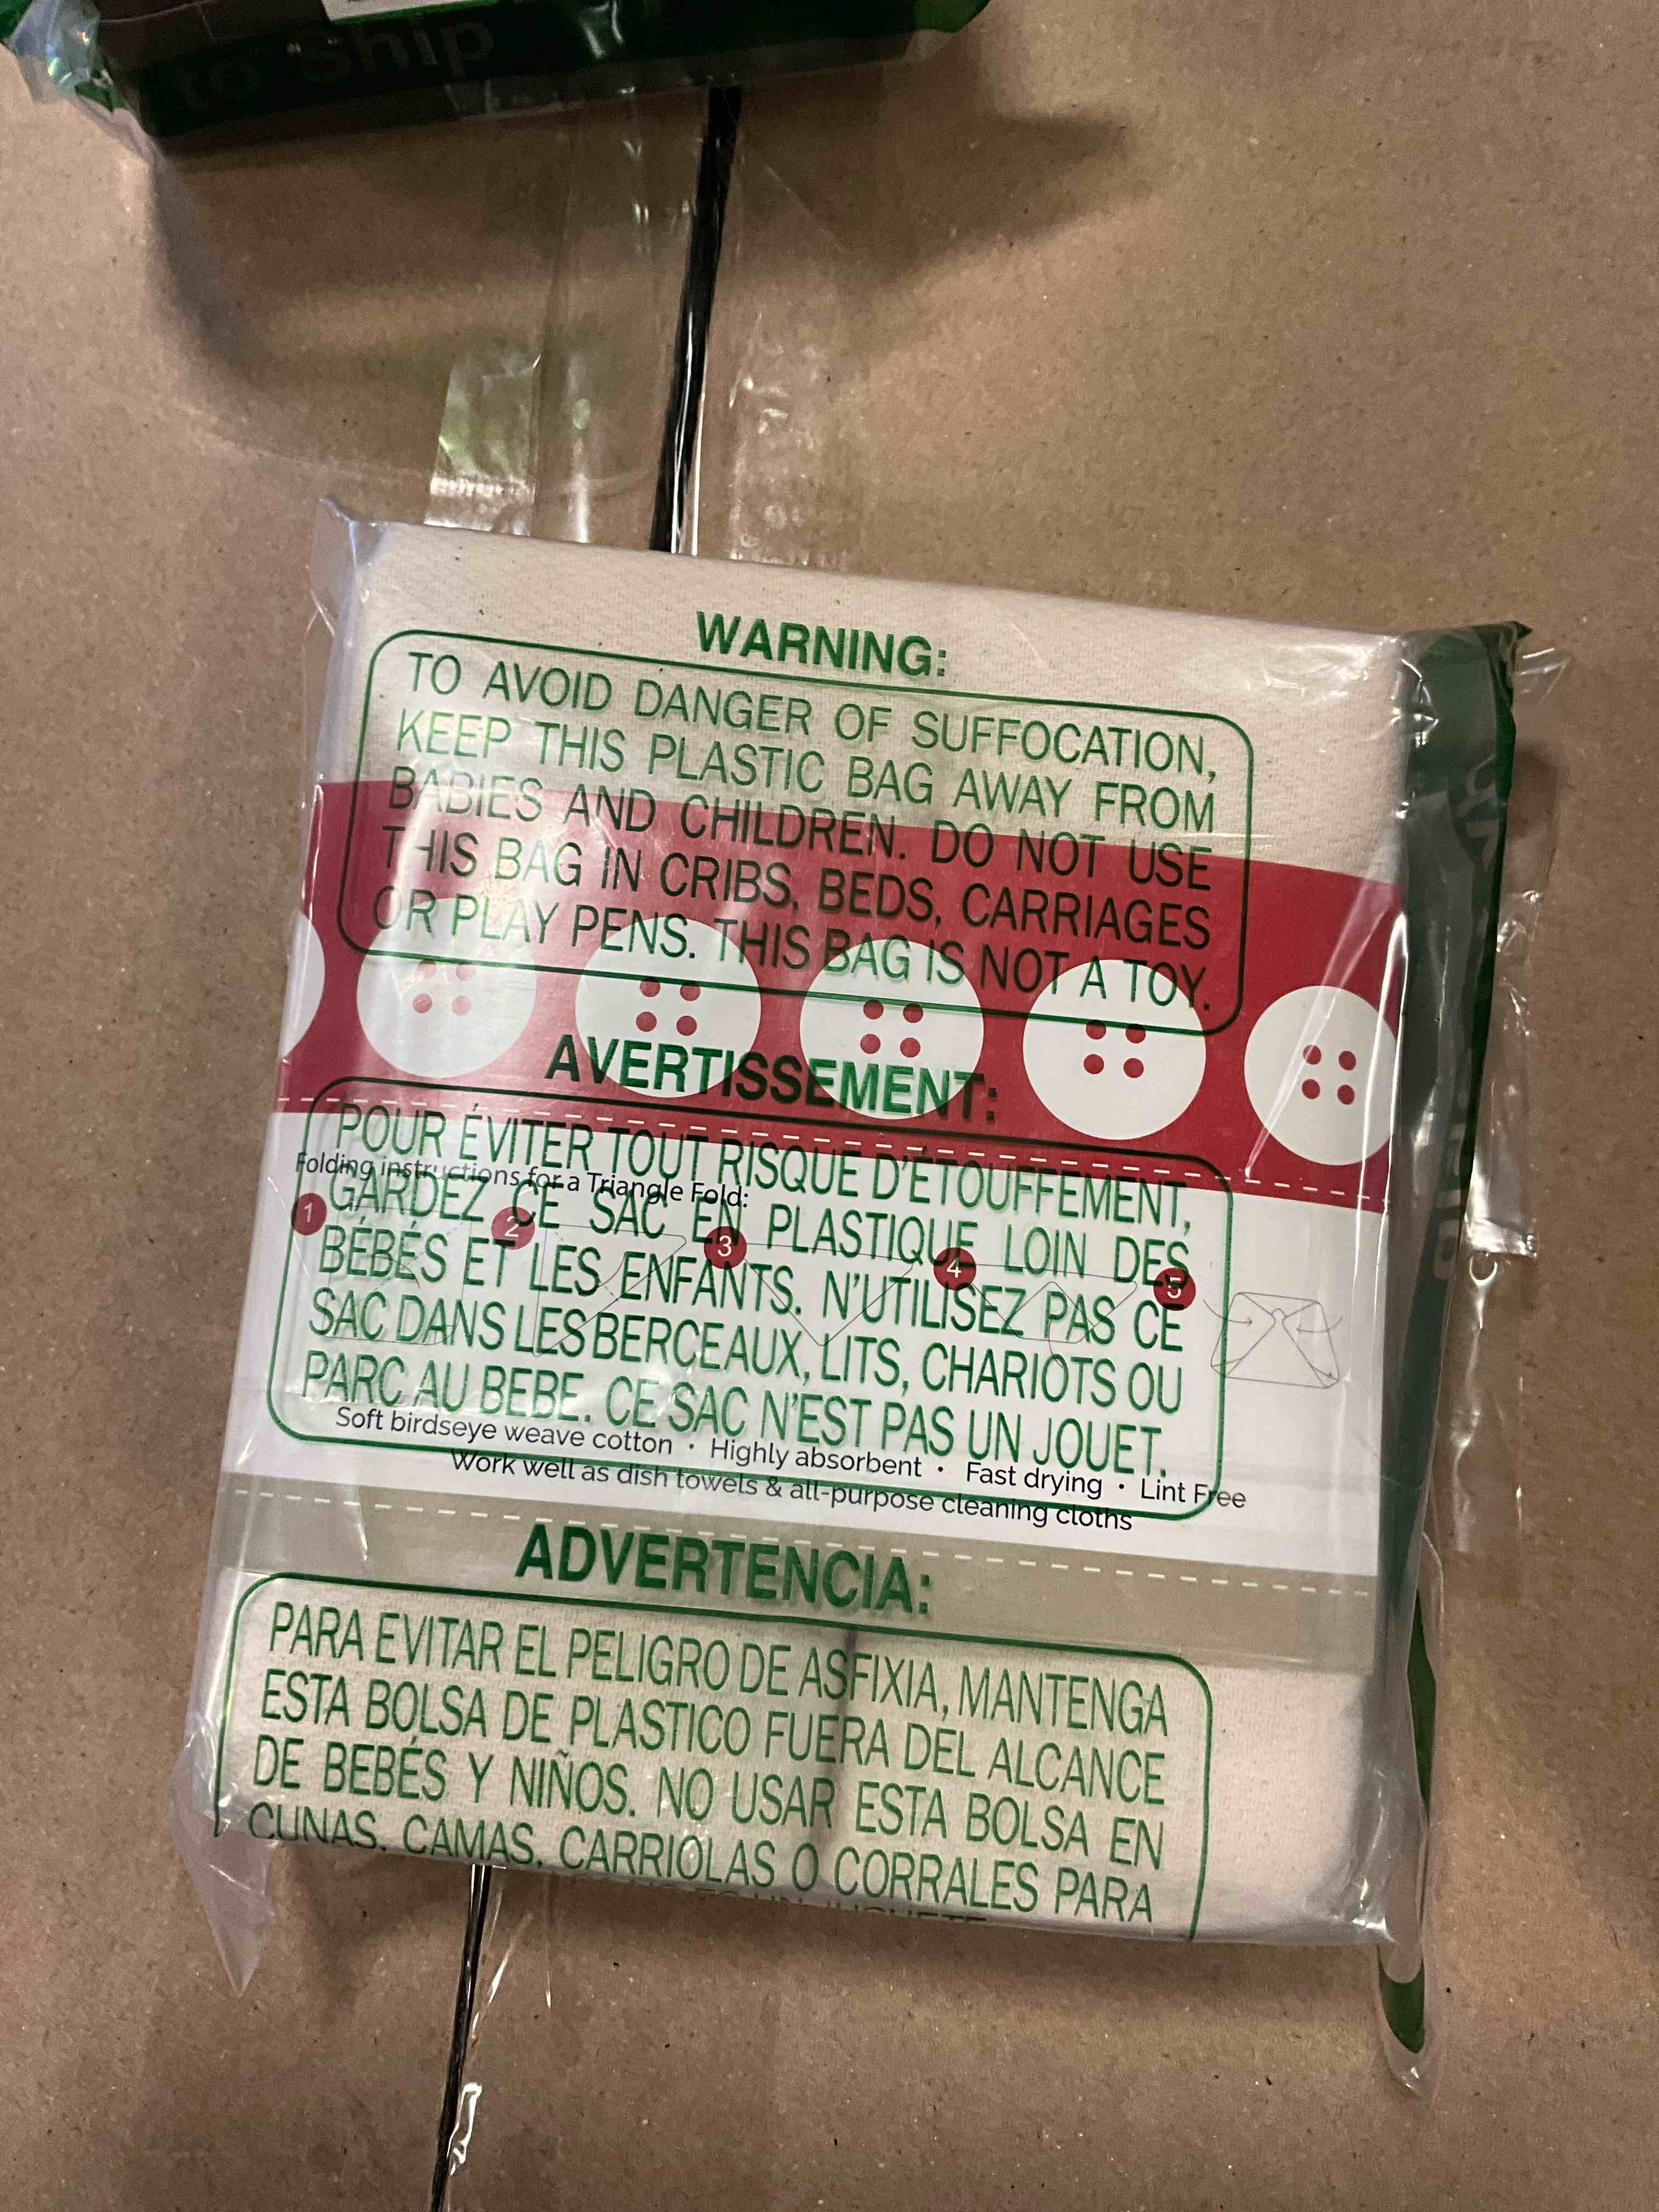 to Ship
WARNING:
TO AVOID DANGER OF SUFFOCATION,
KEEP THIS PLASTIC BAG AWAY FROM
BABIES AND CHILDREN. DO NOT USE
THIS BAG IN CRIBS, BEDS, CARRIAGES
OR PLAY PENS. THIS BAG IS NOT A TOY.
AVERTISSEMENT:
POUR ÉVITER TOUT RISQUE D'ÉTOUFFEMENT,
GARDEZ CE SAC EN PLASTIQUE LOIN DES
BÉBÉS ET LES ENFANTS. N'UTILISEZ PAS CE
SAC DANS LES BERCEAUX, LITS, CHARIOTS OU
PARC AU BEBE. CE SAC N'EST PAS UN JOUET.
Folding instructions for a Triangle Fold:
1 2 3 4 5
Soft birdseye weave cotton • Highly absorbent • Fast drying • Lint Free
Work well as dish towels & all-purpose cleaning cloths
ADVERTENCIA:
PARA EVITAR EL PELIGRO DE ASFIXIA, MANTENGA
ESTA BOLSA DE PLASTICO FUERA DEL ALCANCE
DE BEBÉS Y NIÑOS. NO USAR ESTA BOLSA EN
CUNAS, CAMAS, CARRIOLAS O CORRALES PARA
UN JUGUETE